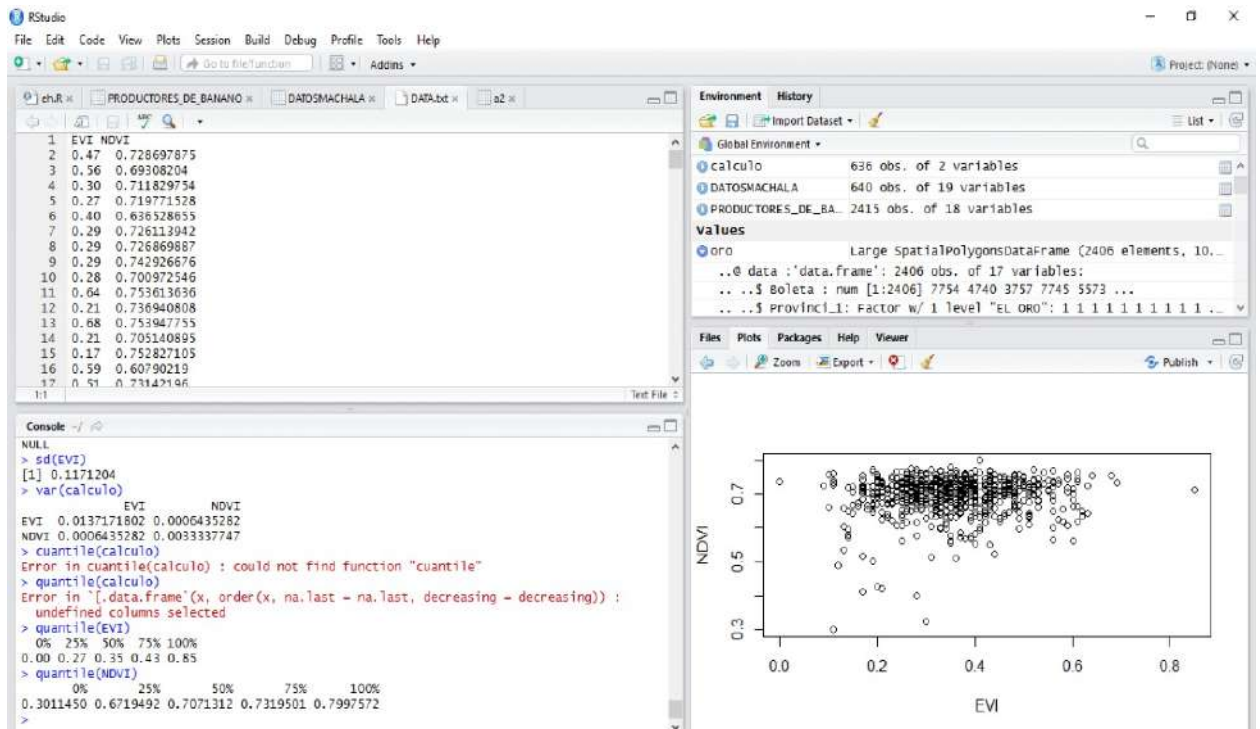 RStudio
File Edit Code View Plots Session Build Debug Profile Tools Help
Go to file/function Addins Project: (None)
eh.R PRODUCTORES_DE_BANANO DATOSMACHALA DATA.txt a2
1 EVI NDVI
2 0.47 0.728697875
3 0.56 0.69308204
4 0.30 0.711829754
5 0.27 0.719771528
6 0.40 0.636528655
7 0.29 0.726113942
8 0.29 0.726869887
9 0.29 0.742926676
10 0.28 0.700972546
11 0.64 0.753613636
12 0.21 0.736940808
13 0.68 0.753947755
14 0.21 0.705140895
15 0.17 0.752827105
16 0.59 0.60790219
17 0.51 0.73142196
1:1 Text File
Console ~/
NULL
> sd(EVI)
[1] 0.1171204
> var(calculo)
EVI NDVI
EVI 0.0137171802 0.0006435282
NDVI 0.0006435282 0.0033337747
> cuantile(calculo)
Error in cuantile(calculo) : could not find function "cuantile"
> quantile(calculo)
Error in `[.data.frame`(x, order(x, na.last = na.last, decreasing = decreasing)) :
undefined columns selected
> quantile(EVI)
0% 25% 50% 75% 100%
0.00 0.27 0.35 0.43 0.85
> quantile(NDVI)
0% 25% 50% 75% 100%
0.3011450 0.6719492 0.7071312 0.7319501 0.7997572
>
Environment History
Import Dataset List
Global Environment
calculo 636 obs. of 2 variables
DATOSMACHALA 640 obs. of 19 variables
PRODUCTORES_DE_BA… 2415 obs. of 18 variables
values
oro Large SpatialPolygonsDataFrame (2406 elements, 10.…
..@ data :'data.frame': 2406 obs. of 17 variables:
.. ..$ Boleta : num [1:2406] 7754 4740 3757 7745 5573 ...
.. ..$ Provinci_1: Factor w/ 1 level "EL ORO": 1 1 1 1 1 1 1 1 1 1 .…
Files Plots Packages Help Viewer
Zoom Export Publish
NDVI
0.7
0.5
0.3
0.0 0.2 0.4 0.6 0.8
EVI